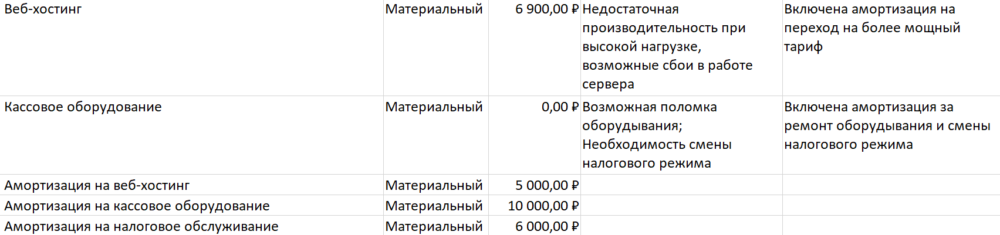 Веб-хостинг
Материальный
6 900,00 ₽
Недостаточная
производительность при
высокой нагрузке,
возможные сбои в работе
сервера
Включена амортизация на
переход на более мощный
тариф
Кассовое оборудование
Материальный
0,00 ₽
Возможная поломка
оборудывания;
Необходимость смены
налогового режима
Включена амортизация за
ремонт оборудывания и смены
налогового режима
Амортизация на веб-хостинг
Материальный
5 000,00 ₽
Амортизация на кассовое оборудование
Материальный
10 000,00 ₽
Амортизация на налоговое обслуживание
Материальный
6 000,00 ₽